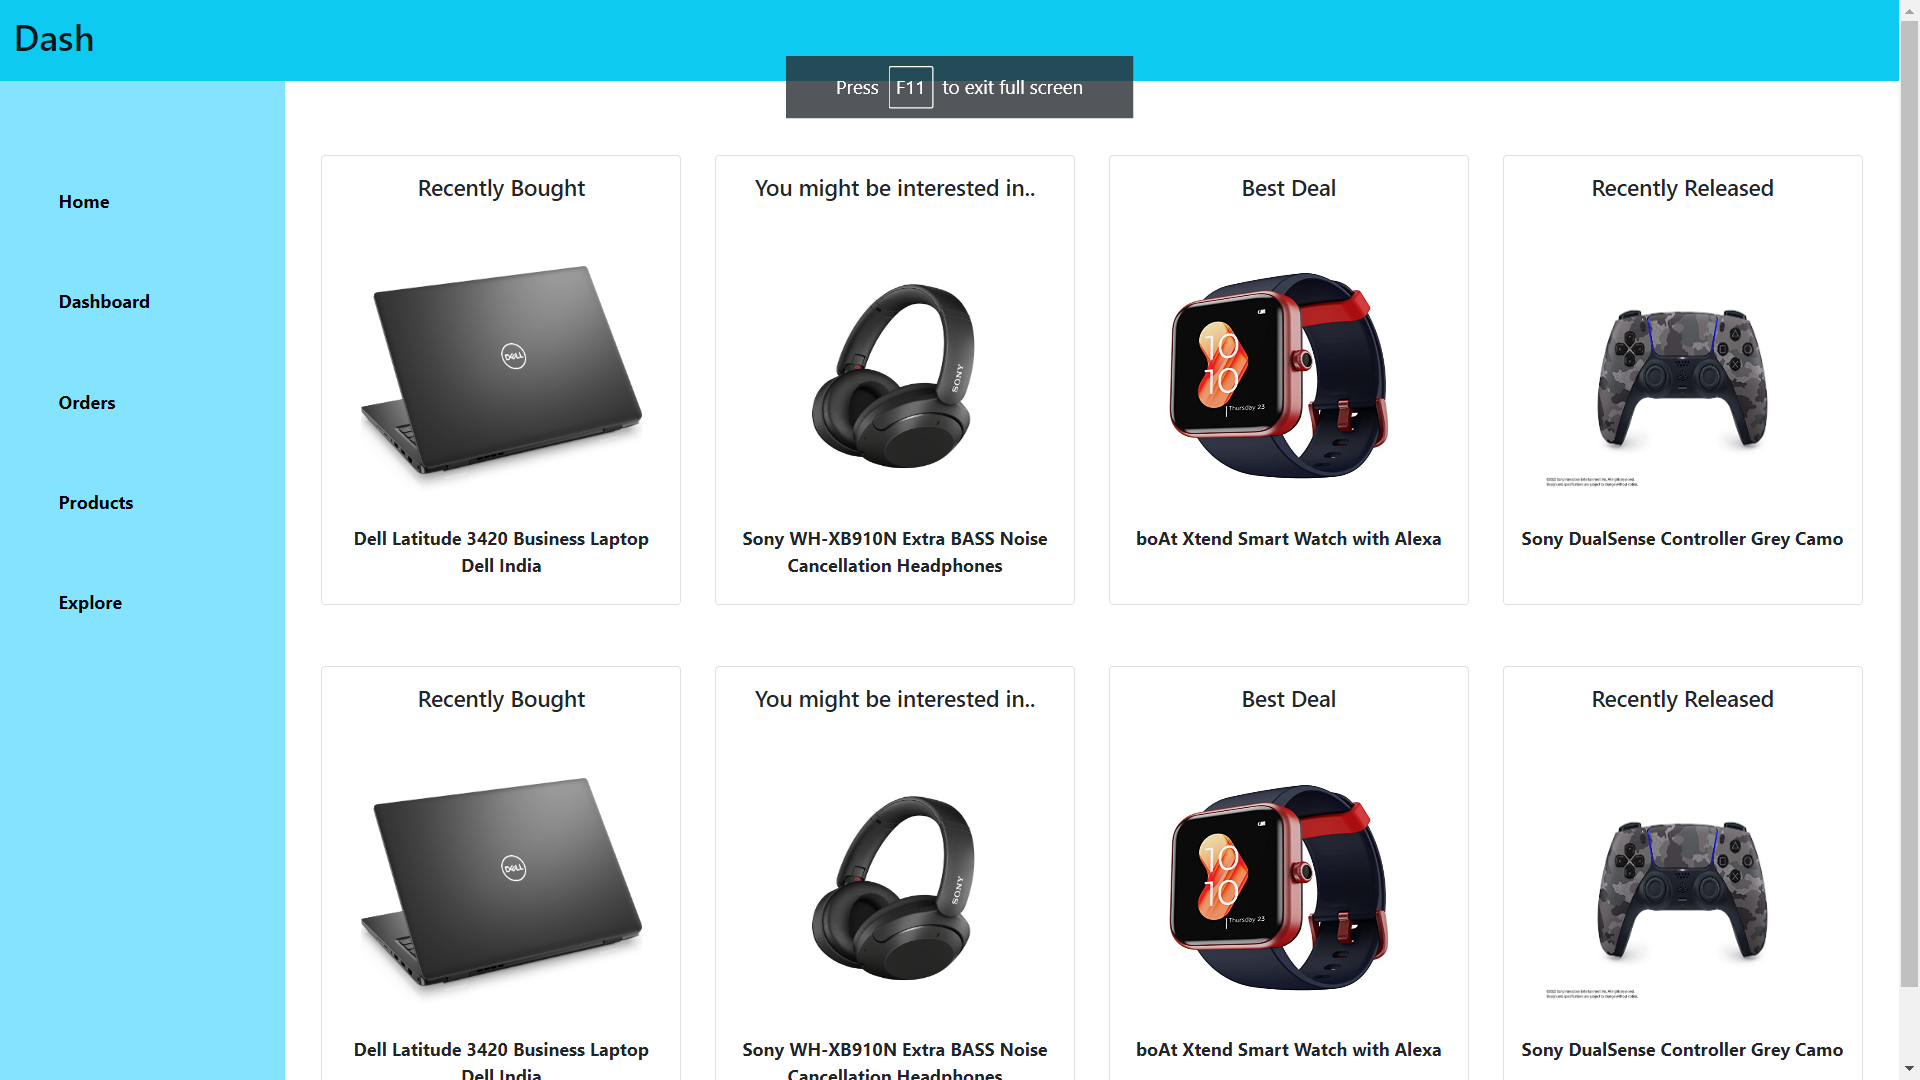 Dash
Press F11 to exit full screen
Home
Dashboard
Orders
Products
Explore
Recently Bought
DELL
Dell Latitude 3420 Business Laptop
Dell India
You might be interested in..
SONY
Sony WH-XB910N Extra BASS Noise
Cancellation Headphones
Best Deal
10
10
Thursday 23
boAt Xtend Smart Watch with Alexa
Recently Released
Sony DualSense Controller Grey Camo
Recently Bought
DELL
Dell Latitude 3420 Business Laptop
Dell India
You might be interested in..
SONY
Sony WH-XB910N Extra BASS Noise
Cancellation Headphones
Best Deal
10
10
Thursday 23
boAt Xtend Smart Watch with Alexa
Recently Released
Sony DualSense Controller Grey Camo